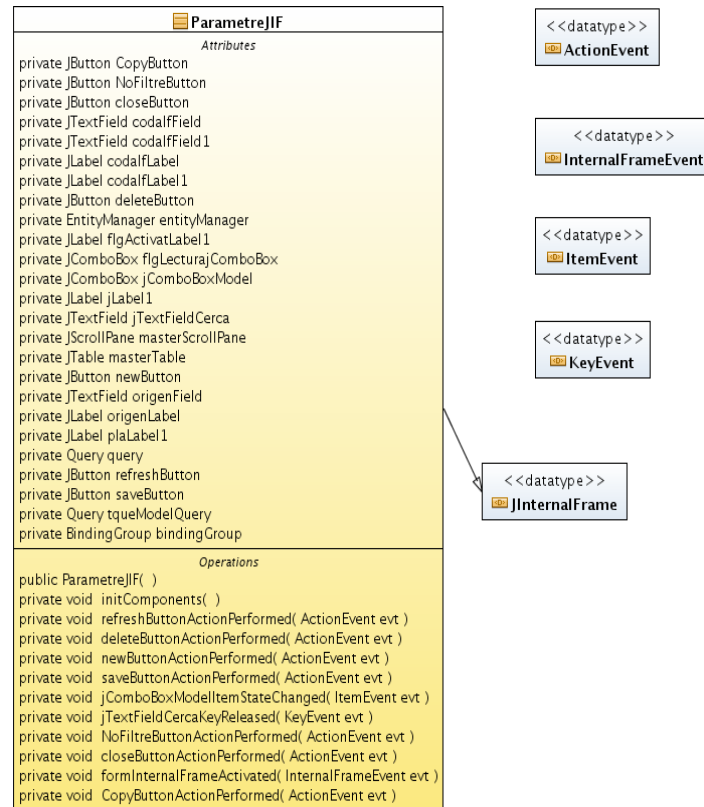 ParametreJIF
Attributes
private JButton CopyButton
private JButton NoFiltreButton
private JButton closeButton
private JTextField codalfField
private JTextField codalfField1
private JLabel codalfLabel
private JLabel codalfLabel1
private JButton deleteButton
private EntityManager entityManager
private JLabel flgActivatLabel1
private JComboBox flgLecturajComboBox
private JComboBox jComboBoxModel
private JLabel jLabel1
private JTextField jTextFieldCerca
private JScrollPane masterScrollPane
private JTable masterTable
private JButton newButton
private JTextField origenField
private JLabel origenLabel
private JLabel plaLabel1
private Query query
private JButton refreshButton
private JButton saveButton
private Query tqueModelQuery
private BindingGroup bindingGroup
Operations
public ParametreJIF( )
private void initComponents( )
private void refreshButtonActionPerformed( ActionEvent evt )
private void deleteButtonActionPerformed( ActionEvent evt )
private void newButtonActionPerformed( ActionEvent evt )
private void saveButtonActionPerformed( ActionEvent evt )
private void jComboBoxModelItemStateChanged( ItemEvent evt )
private void jTextFieldCercaKeyReleased( KeyEvent evt )
private void NoFiltreButtonActionPerformed( ActionEvent evt )
private void closeButtonActionPerformed( ActionEvent evt )
private void formInternalFrameActivated( InternalFrameEvent evt )
private void CopyButtonActionPerformed( ActionEvent evt )
<<datatype>>
ActionEvent
<<datatype>>
InternalFrameEvent
<<datatype>>
ItemEvent
<<datatype>>
KeyEvent
<<datatype>>
JInternalFrame